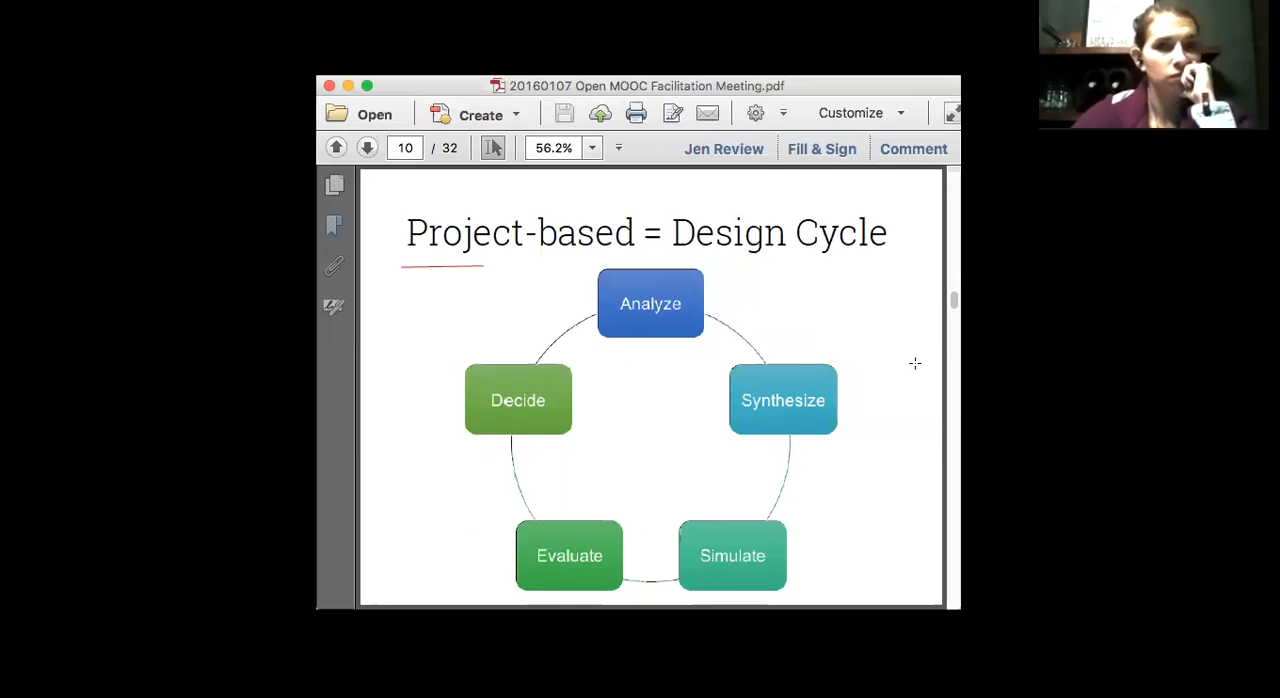 20160107 Open MOOC Facilitation Meeting.pdf
Open Create Customize
10 / 32 56.2% Jen Review Fill & Sign Comment
Project-based = Design Cycle
Analyze
Decide Synthesize
Evaluate Simulate